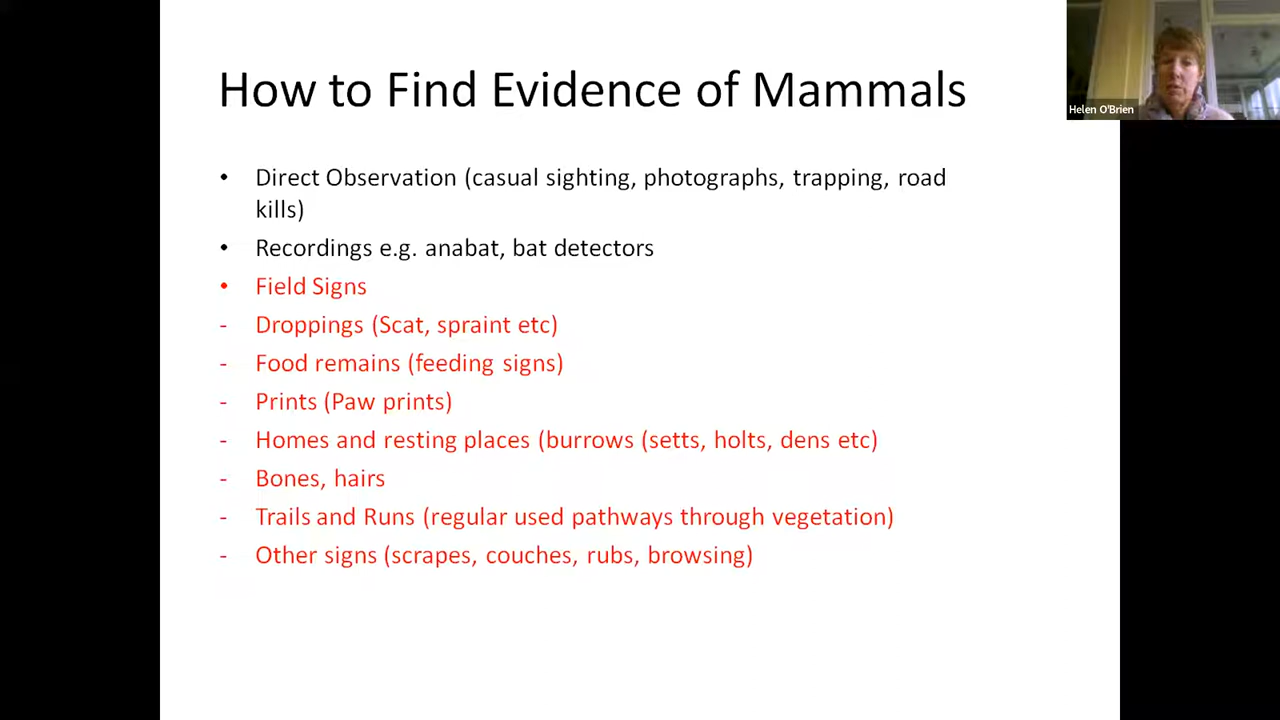 How to Find Evidence of Mammals
Helen O'Brien
• Direct Observation (casual sighting, photographs, trapping, road
kills)
• Recordings e.g. anabat, bat detectors
• Field Signs
- Droppings (Scat, spraint etc)
- Food remains (feeding signs)
- Prints (Paw prints)
- Homes and resting places (burrows (setts, holts, dens etc)
- Bones, hairs
- Trails and Runs (regular used pathways through vegetation)
- Other signs (scrapes, couches, rubs, browsing)